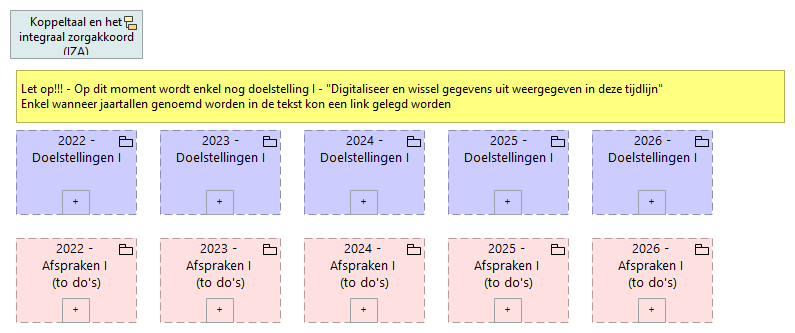 Koppeltaal en het
integraal zorgakkoord
(IZA)
Let op!!! - Op dit moment wordt enkel nog doelstelling I - "Digitaliseer en wissel gegevens uit weergegeven in deze tijdlijn"
Enkel wanneer jaartallen genoemd worden in de tekst kon een link gelegd worden
2022 -
Doelstellingen I
+
2023 -
Doelstellingen I
+
2024 -
Doelstellingen I
+
2025 -
Doelstellingen I
+
2026 -
Doelstellingen I
+
2022 -
Afspraken I
(to do's)
+
2023 -
Afspraken I
(to do's)
+
2024 -
Afspraken I
(to do's)
+
2025 -
Afspraken I
(to do's)
+
2026 -
Afspraken I
(to do's)
+